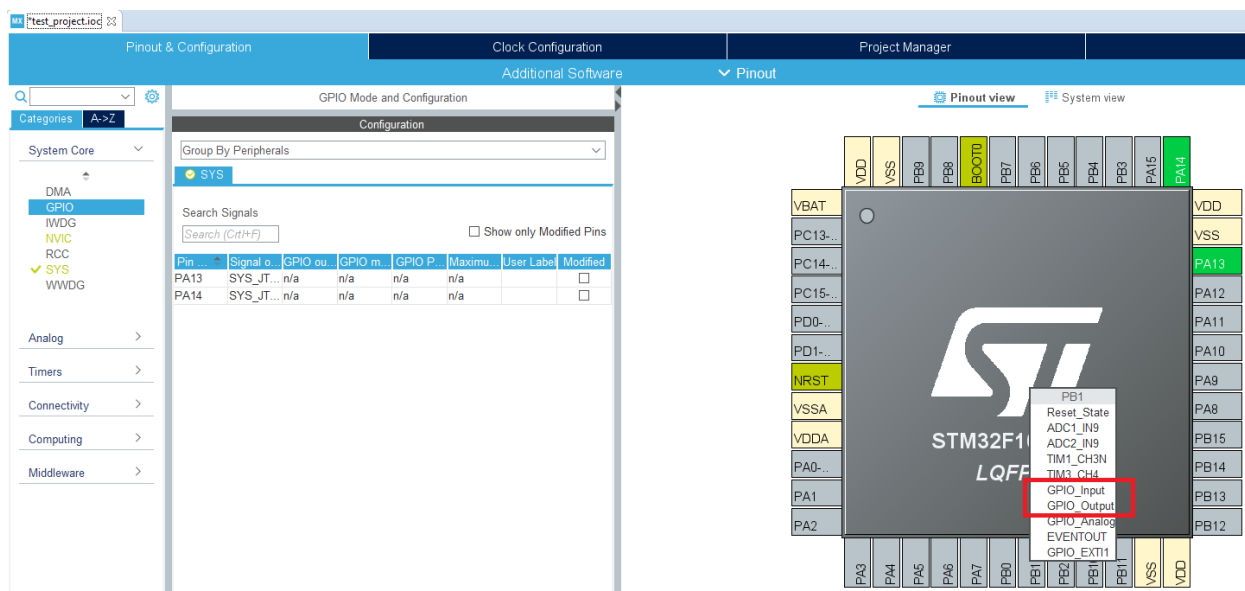 MX *test_project.ioc
Pinout & Configuration
Clock Configuration
Project Manager
Additional Software
Pinout
GPIO Mode and Configuration
Pinout view
System view
Categories
A->Z
Configuration
System Core
Group By Peripherals
SYS
DMA
GPIO
IWDG
NVIC
RCC
SYS
WWDG
Search Signals
Search (Crtl+F)
Show only Modified Pins
Pin ... Signal o... GPIO ou... GPIO m... GPIO P... Maximu... User Label Modified
PA13 SYS_JT... n/a n/a n/a n/a
PA14 SYS_JT... n/a n/a n/a n/a
Analog
Timers
Connectivity
Computing
Middleware
VDD
VSS
PB9
PB8
BOOT0
PB7
PB6
PB5
PB4
PB3
PA15
PA14
VBAT
PC13-..
PC14-..
PC15-..
PD0-..
PD1-..
NRST
VSSA
VDDA
PA0-..
PA1
PA2
ST
STM32F1
LQFP
PB1
Reset_State
ADC1_IN9
ADC2_IN9
TIM1_CH3N
TIM3_CH4
GPIO_Input
GPIO_Output
GPIO_Analog
EVENTOUT
GPIO_EXTI1
VDD
VSS
PA13
PA12
PA11
PA10
PA9
PA8
PB15
PB14
PB13
PB12
PA3
PA4
PA5
PA6
PA7
PB0
PB1
PB2
PB10
PB11
VSS
VDD